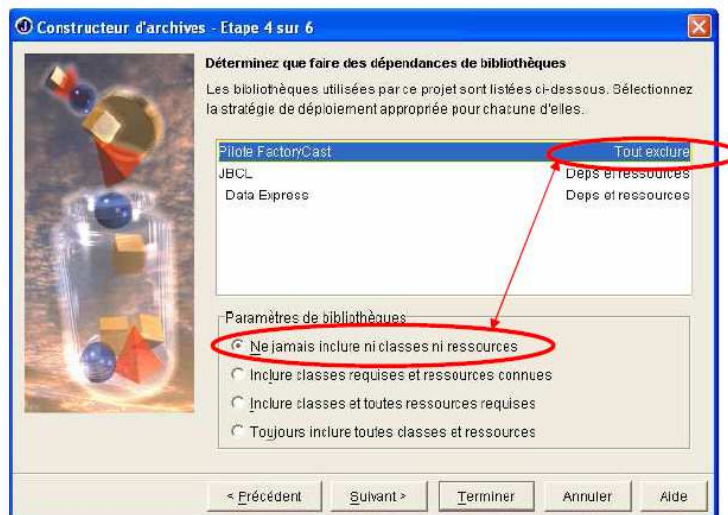 Constructeur d'archives - Etape 4 sur 6
Déterminez que faire des dépendances de bibliothèques
Les bibliothèques utilisées par ce projet sont listées ci-dessous. Sélectionnez
la stratégie de déploiement appropriée pour chacune d'elles.
Pilote FactoryCast Tout exclure
JBCL Deps et ressources
Data Express Deps et ressources
Paramètres de bibliothèques
Ne jamais inclure ni classes ni ressources
Inclure classes requises et ressources connues
Inclure classes et toutes ressources requises
Toujours inclure toutes classes et ressources
< Précédent Suivant > Terminer Annuler Aide